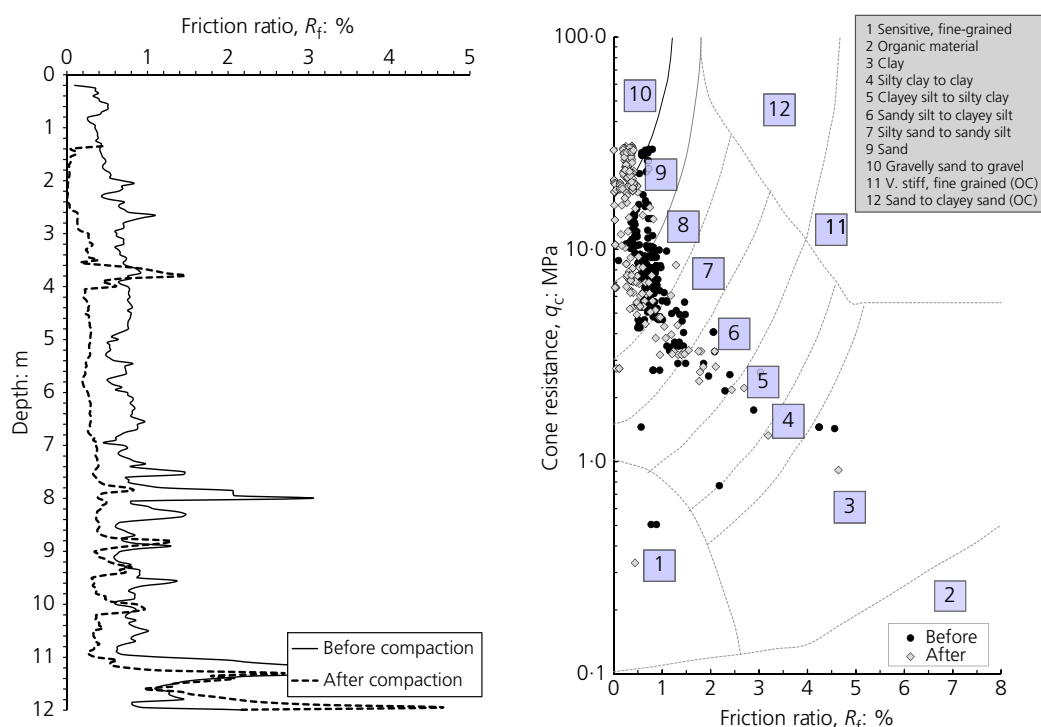 Friction ratio, Rf: %
0 1 2 3 4 5
0
1
2
3
4
5
6
7
8
9
10
11
12
Depth: m
Before compaction
After compaction
100·0
10·0
1·0
0·1
Cone resistance, qc: MPa
10
12
9
8
11
7
6
5
4
3
1
2
1 Sensitive, fine-grained
2 Organic material
3 Clay
4 Silty clay to clay
5 Clayey silt to silty clay
6 Sandy silt to clayey silt
7 Silty sand to sandy silt
9 Sand
10 Gravelly sand to gravel
11 V. stiff, fine grained (OC)
12 Sand to clayey sand (OC)
Before
After
0 1 2 3 4 5 6 7 8
Friction ratio, Rf: %